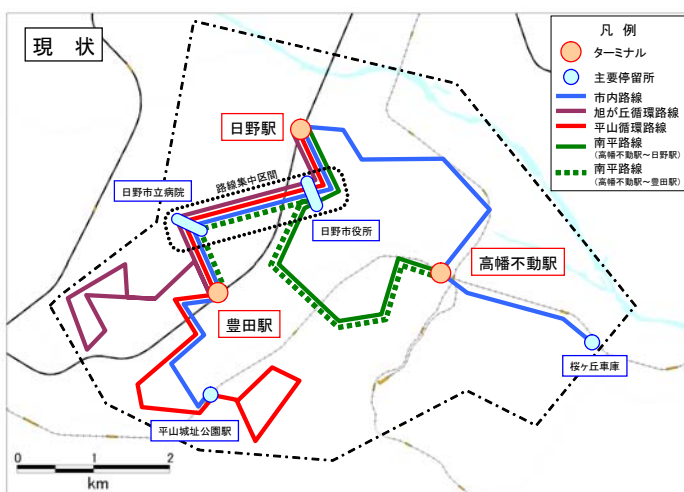 現 状
凡 例
ターミナル
主要停留所
市内路線
旭が丘循環路線
平山循環路線
南平路線
(高幡不動駅~日野駅)
南平路線
(高幡不動駅~豊田駅)
日野駅
路線集中区間
日野市立病院
日野市役所
高幡不動駅
豊田駅
桜ヶ丘車庫
平山城址公園駅
0 1 2
km